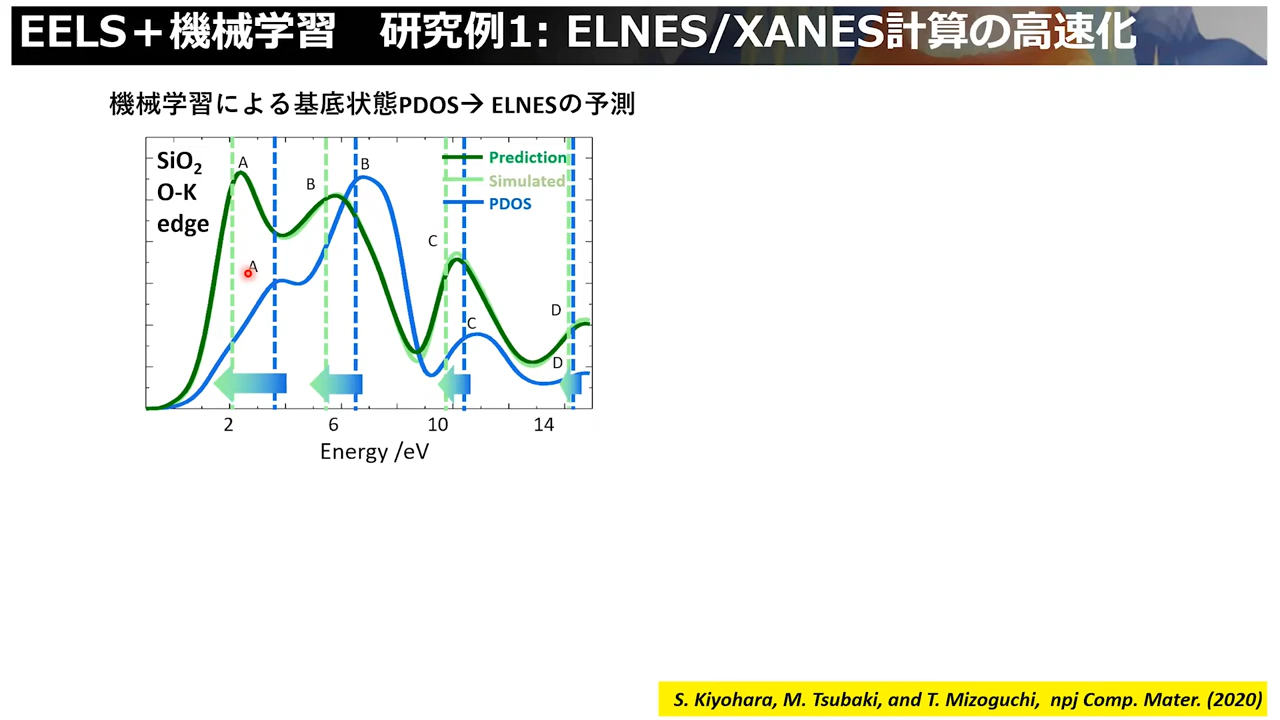 EELS＋機械学習　研究例1: ELNES/XANES計算の高速化
機械学習による基底状態PDOS→ ELNESの予測
SiO₂
O-K
edge
A
B
B
Prediction
Simulated
PDOS
A
C
C
D
D
2 6 10 14
Energy /eV
S. Kiyohara, M. Tsubaki, and T. Mizoguchi, npj Comp. Mater. (2020)